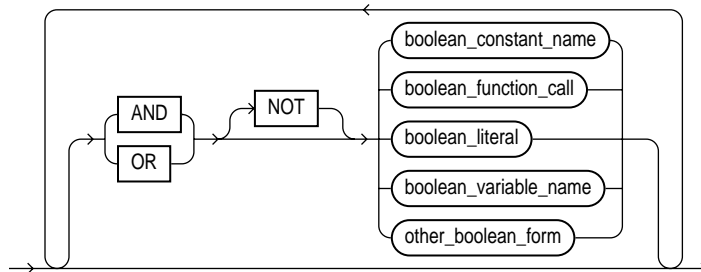 boolean_constant_name
AND
NOT
boolean_function_call
OR
boolean_literal
boolean_variable_name
other_boolean_form